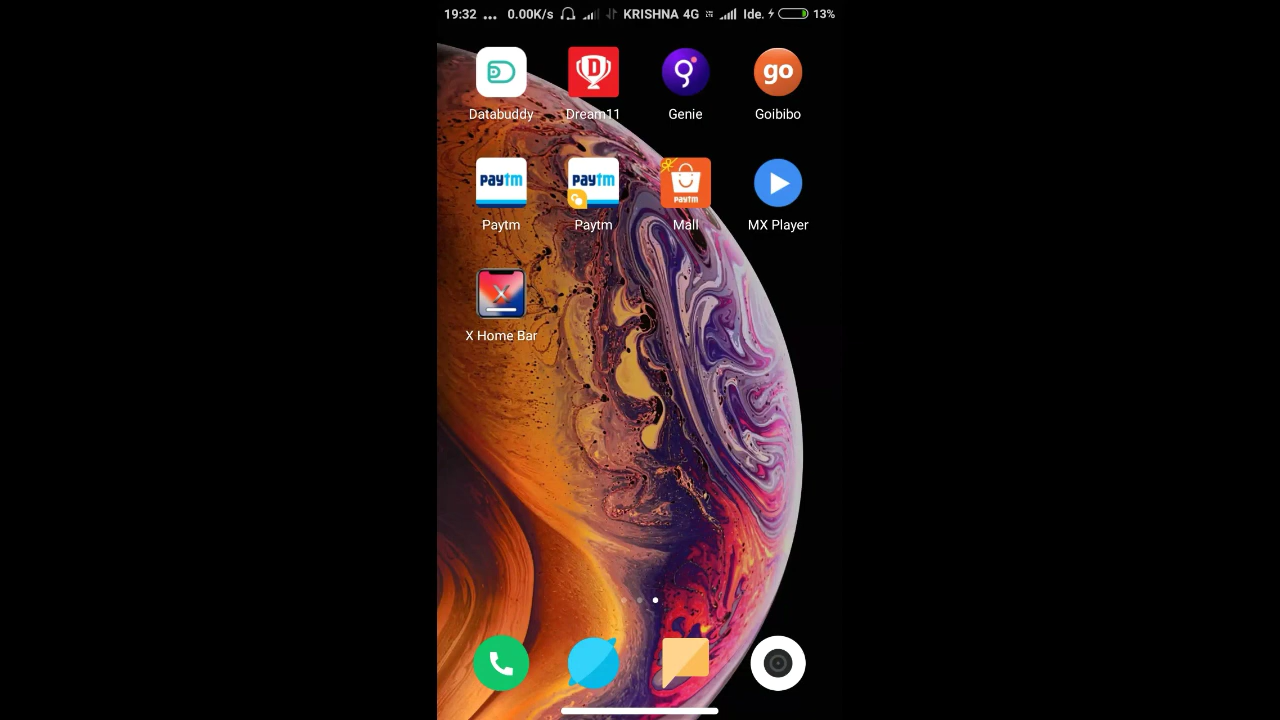 19:32 ... 0.00K/s KRISHNA 4G Ide. 13%
D D go
Databuddy Dream11 Genie Goibibo
paytm paytm paytm
Paytm Paytm Mall MX Player
X
X Home Bar